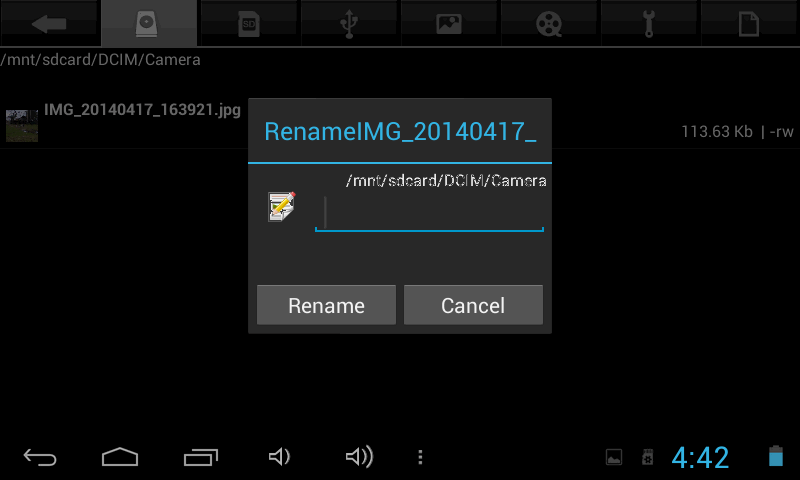 SD
/mnt/sdcard/DCIM/Camera
IMG_20140417_163921.jpg
113.63 Kb | -rw
RenameIMG_20140417_
/mnt/sdcard/DCIM/Camera
Rename
Cancel
4:42